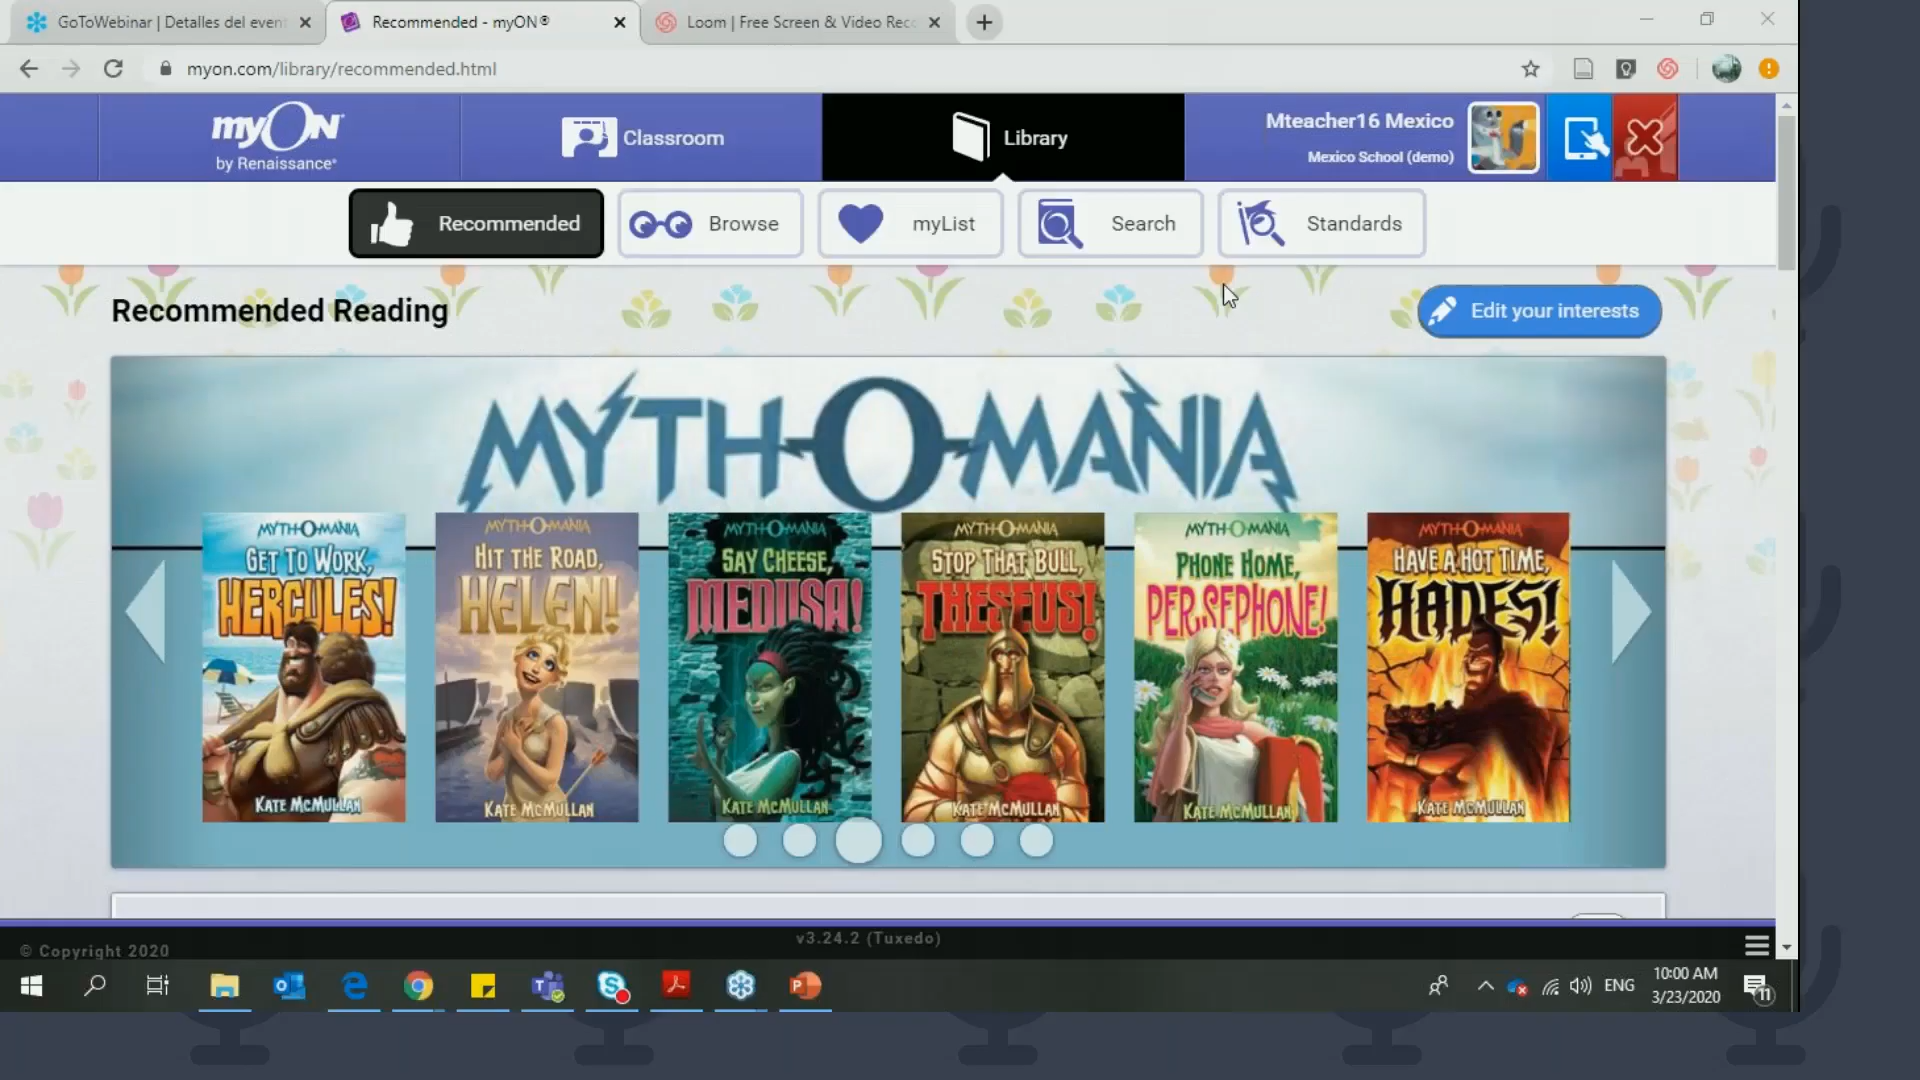 GoToWebinar | Detalles del event
Recommended - myON®
Loom | Free Screen & Video Rec
myon.com/library/recommended.html
myON®
by Renaissance®
Classroom
Library
Mteacher16 Mexico
Mexico School (demo)
Recommended
Browse
myList
Search
Standards
Recommended Reading
Edit your interests
MYTH-O-MANIA
MYTH-O-MANIA
GET TO WORK,
HERCULES!
KATE McMULLAN
MYTH-O-MANIA
HIT THE ROAD,
HELEN!
KATE McMULLAN
MYTH-O-MANIA
SAY CHEESE,
MEDUSA!
KATE McMULLAN
MYTH-O-MANIA
STOP THAT BULL,
THESEUS!
KATE McMULLAN
MYTH-O-MANIA
PHONE HOME,
PERSEPHONE!
KATE McMULLAN
MYTH-O-MANIA
HAVE A HOT TIME,
HADES!
KATE McMULLAN
v3.24.2 (Tuxedo)
© Copyright 2020
ENG
10:00 AM
3/23/2020
11